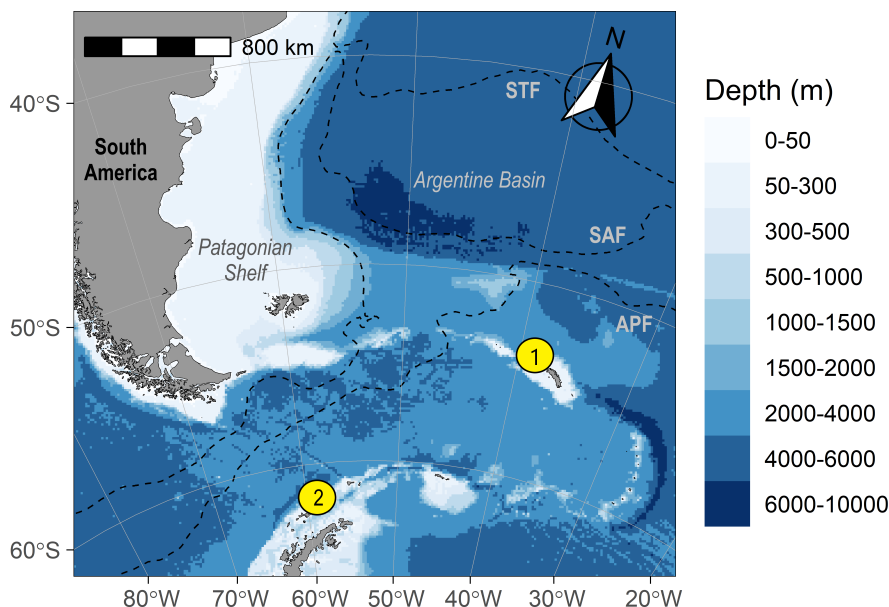 800 km
N
STF
40°S
South
America
Argentine Basin
SAF
Patagonian
Shelf
APF
50°S
1
2
60°S
80°W
70°W
60°W
50°W
40°W
30°W
20°W
Depth (m)
0-50
50-300
300-500
500-1000
1000-1500
1500-2000
2000-4000
4000-6000
6000-10000